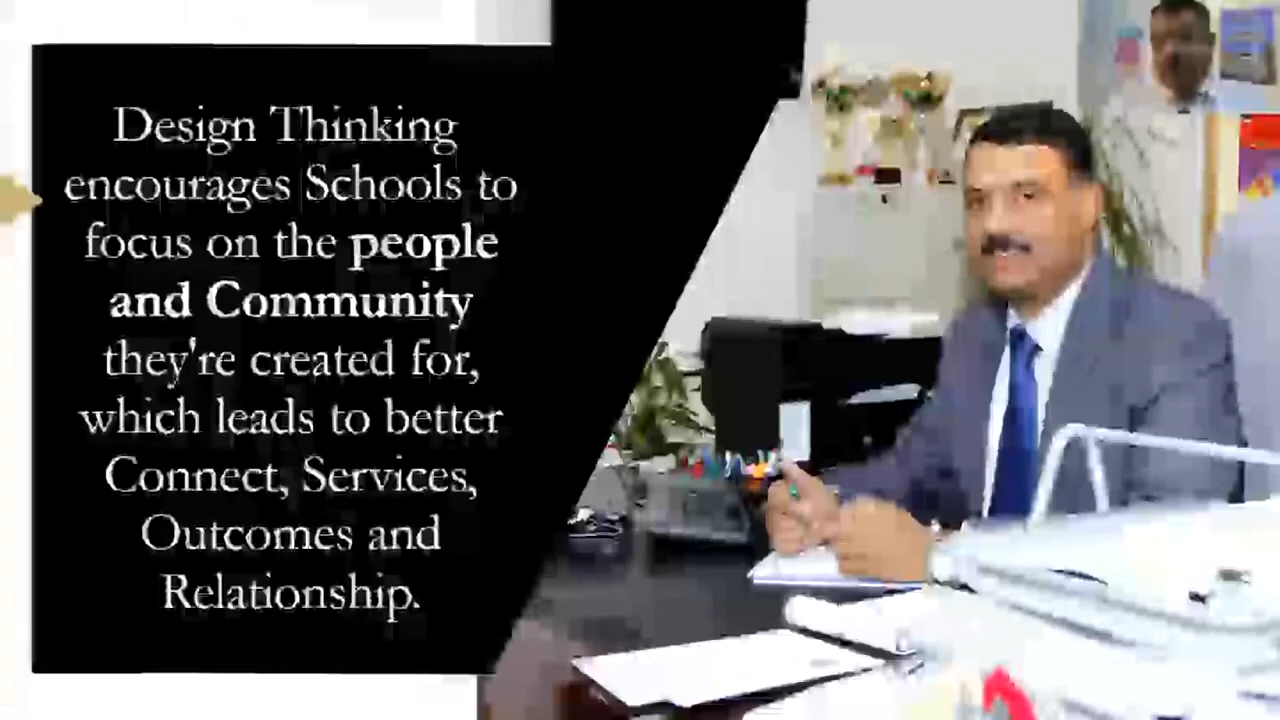 Design Thinking
encourages Schools to
focus on the people
and Community
they're created for,
which leads to better
Connect, Services,
Outcomes and
Relationship.